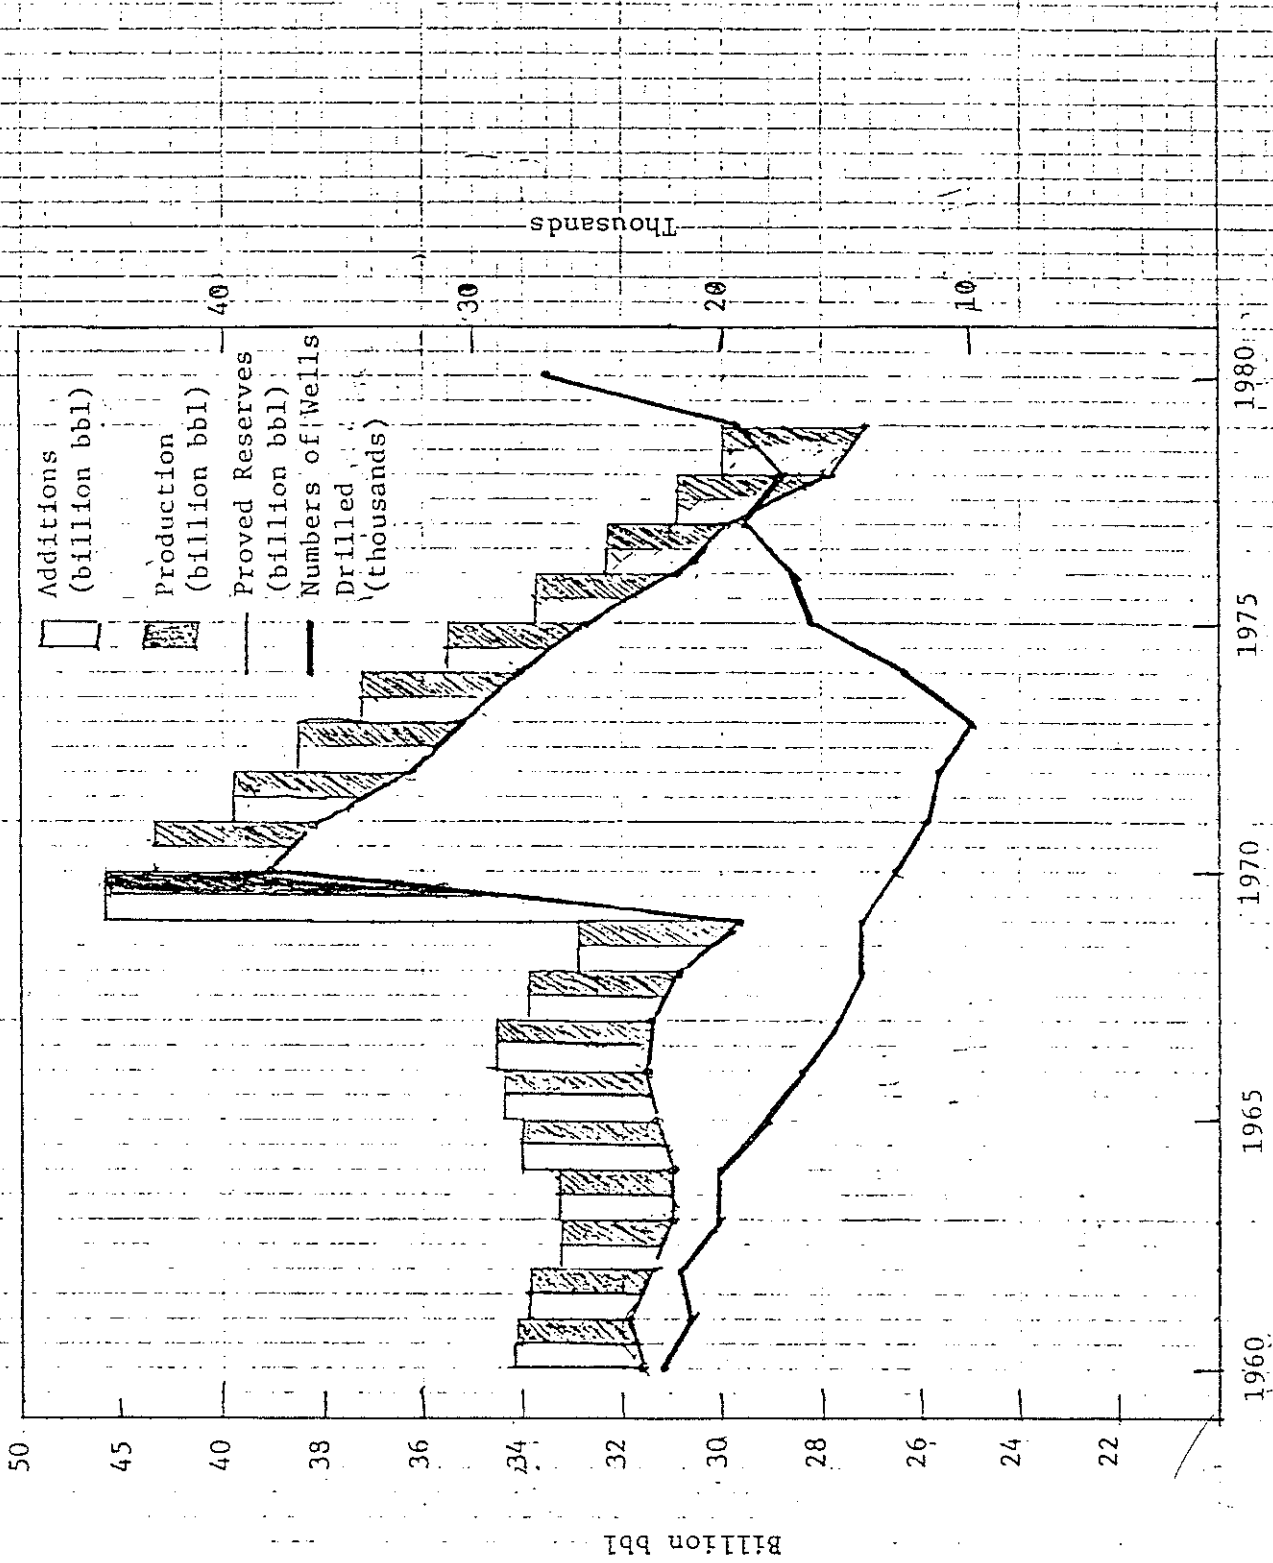 Additions
(billion bbl)
Production
(billion bbl)
Proved Reserves
(billion bbl)
Numbers of Wells
Drilled
(thousands)
Billion bbl
50
45
40
38
36
34
32
30
28
26
24
22
Thousands
40
30
20
10
1960
1965
1970
1975
1980